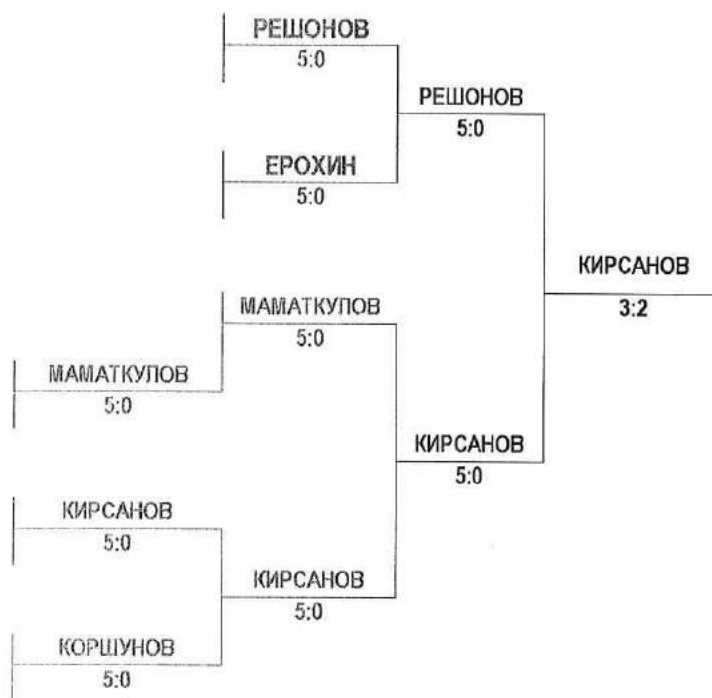 РЕШОНОВ
5:0
РЕШОНОВ
5:0
ЕРОХИН
5:0
КИРСАНОВ
3:2
МАМАТКУЛОВ
5:0
МАМАТКУЛОВ
5:0
КИРСАНОВ
5:0
КИРСАНОВ
5:0
КИРСАНОВ
5:0
КОРШУНОВ
5:0